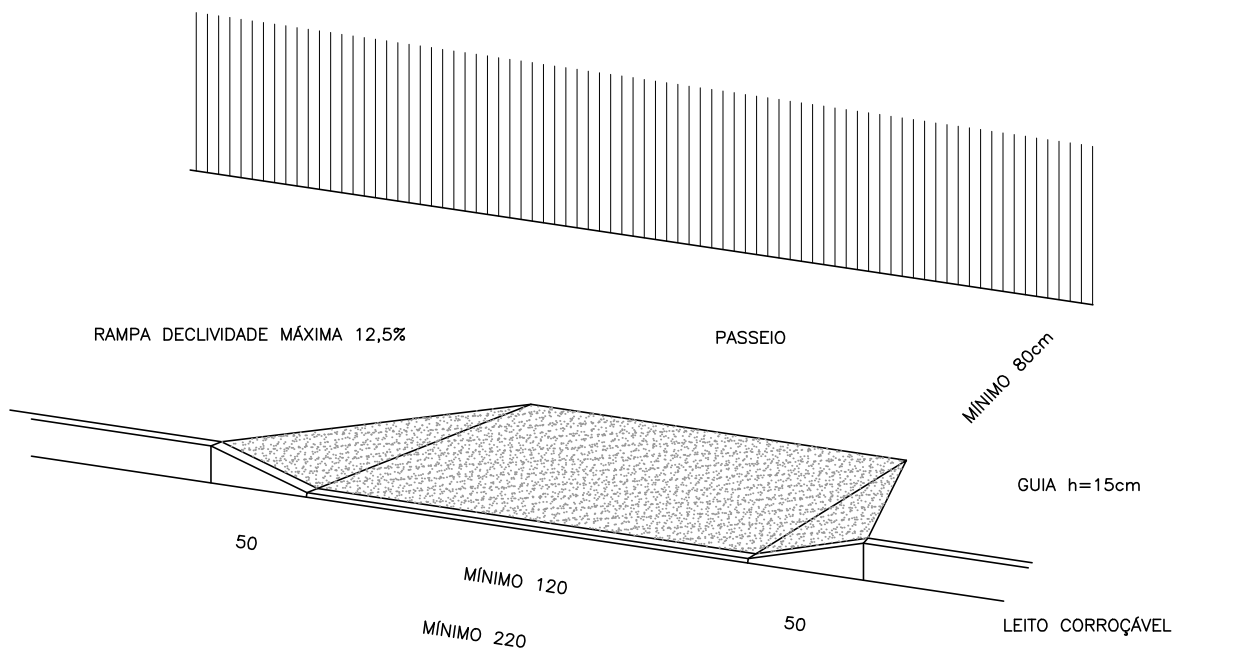 RAMPA DECLIVIDADE MÁXIMA 12,5%
PASSEIO
MÍNIMO 80cm
GUIA h=15cm
50
MÍNIMO 120
50
MÍNIMO 220
LEITO CORROÇÁVEL